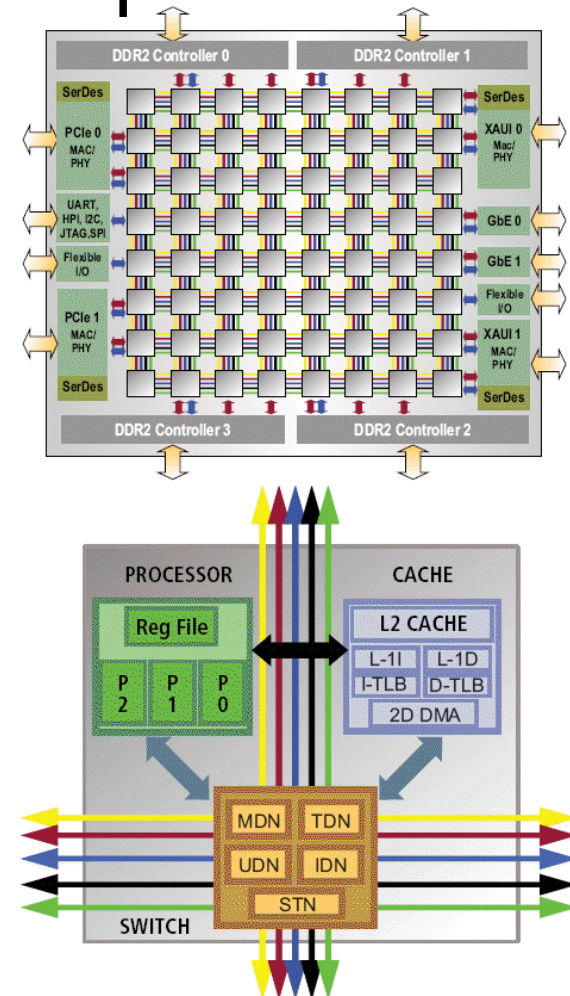 DDR2 Controller 0
DDR2 Controller 1
SerDes
PCIe 0
MAC/
PHY
UART,
HPI, I2C,
JTAG,SPI
Flexible
I/O
PCIe 1
MAC/
PHY
SerDes
SerDes
XAUI 0
Mac/
PHY
GbE 0
GbE 1
Flexible
I/O
XAUI 1
MAC/
PHY
SerDes
DDR2 Controller 3
DDR2 Controller 2
PROCESSOR
CACHE
Reg File
P
2
P
1
P
0
L2 CACHE
L-1I
L-1D
I-TLB
D-TLB
2D DMA
MDN
TDN
UDN
IDN
STN
SWITCH